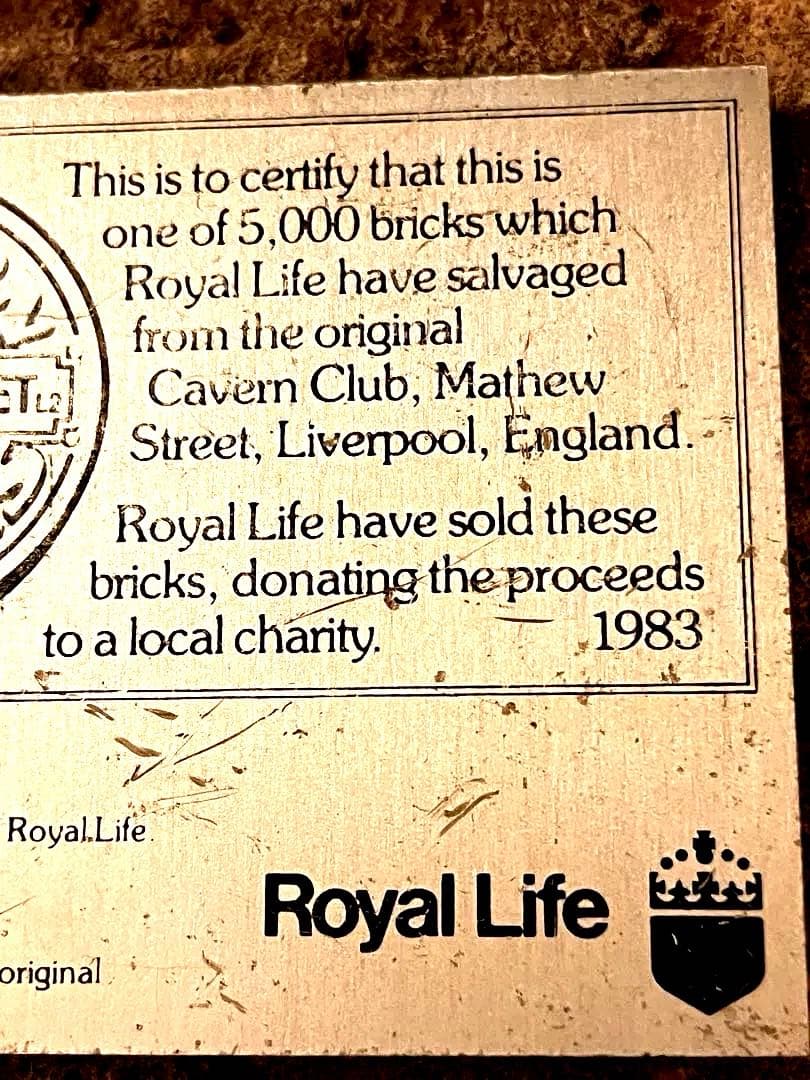 This is to certify that this is
one of 5,000 bricks which
Royal Life have salvaged
from the original
Cavern Club, Mathew
Street, Liverpool, England.
Royal Life have sold these
bricks, donating the proceeds
to a local charity. 1983
Royal Life.
Royal Life
original